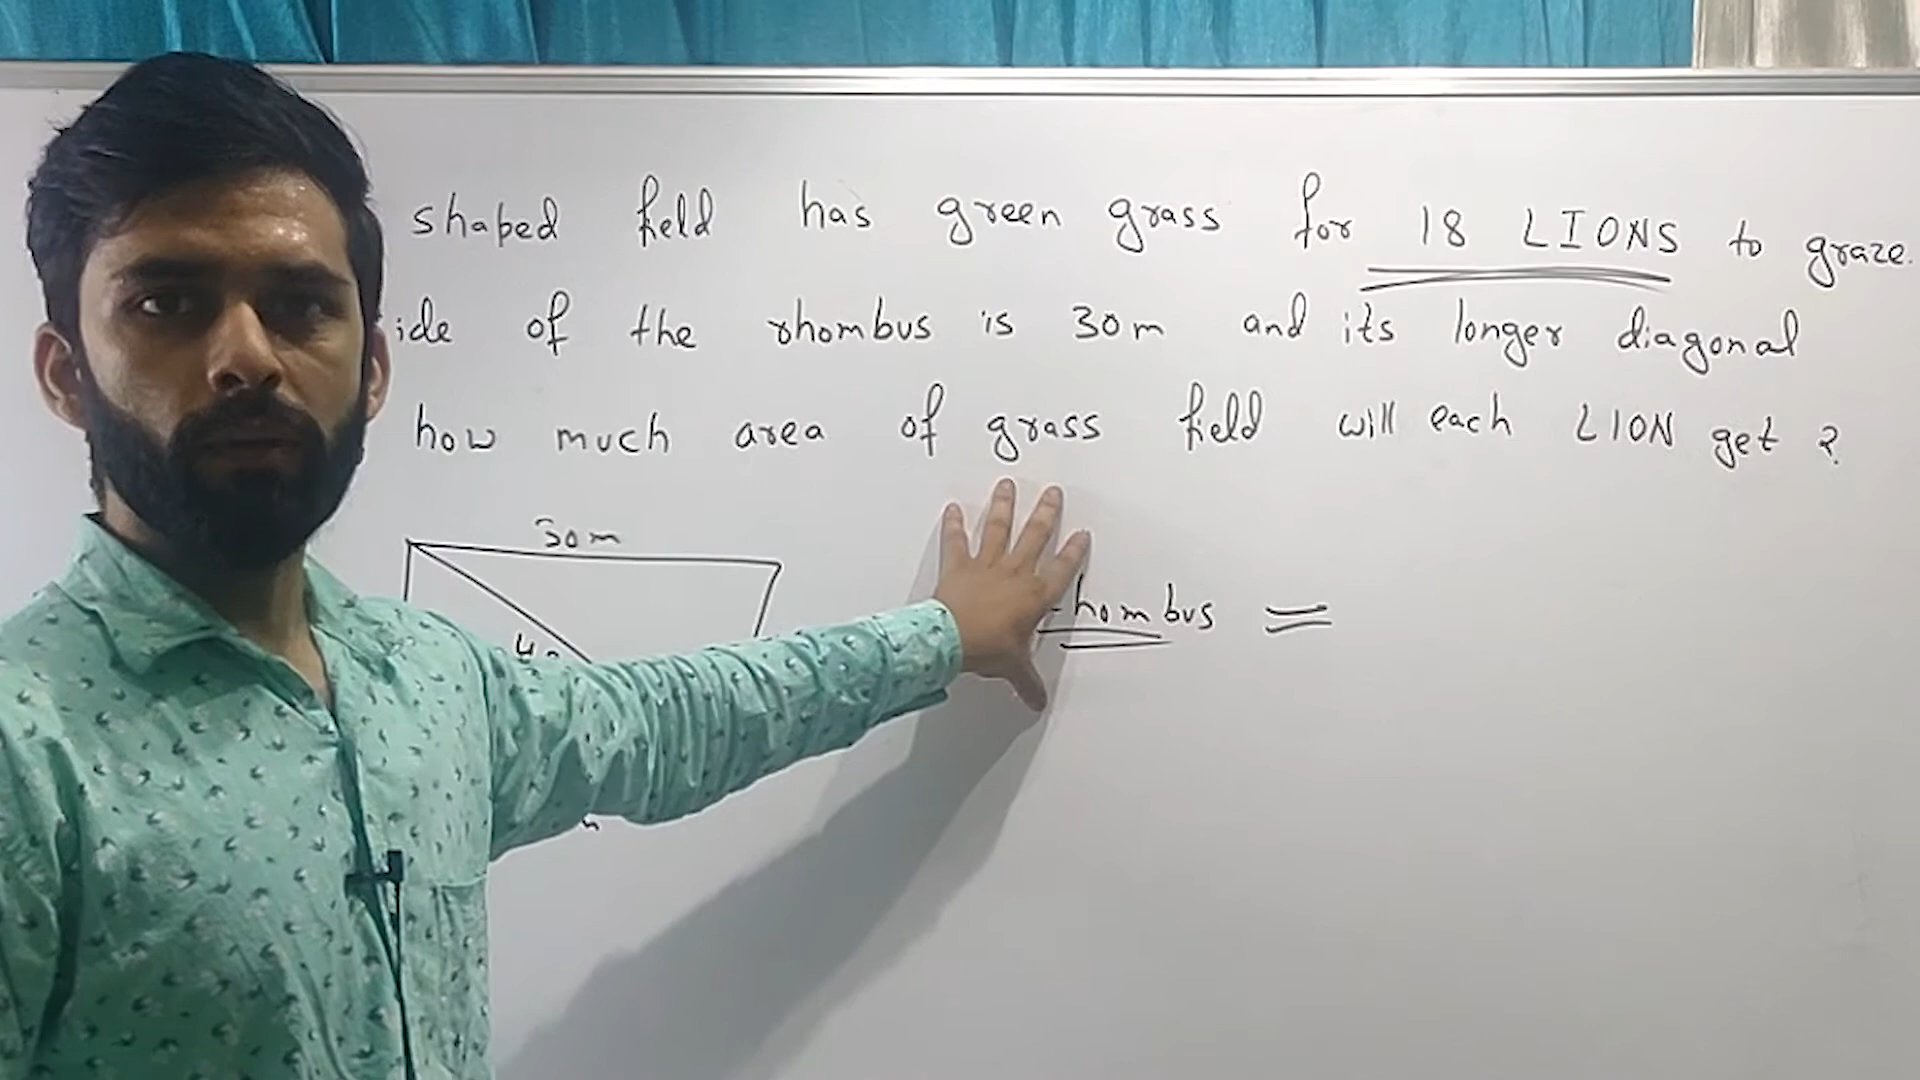 shaped field has green grass for 18 LIONS to graze.
ide of the rhombus is 30m and its longer diagonal
how much area of grass field will each LION get ?
30m
hombus =